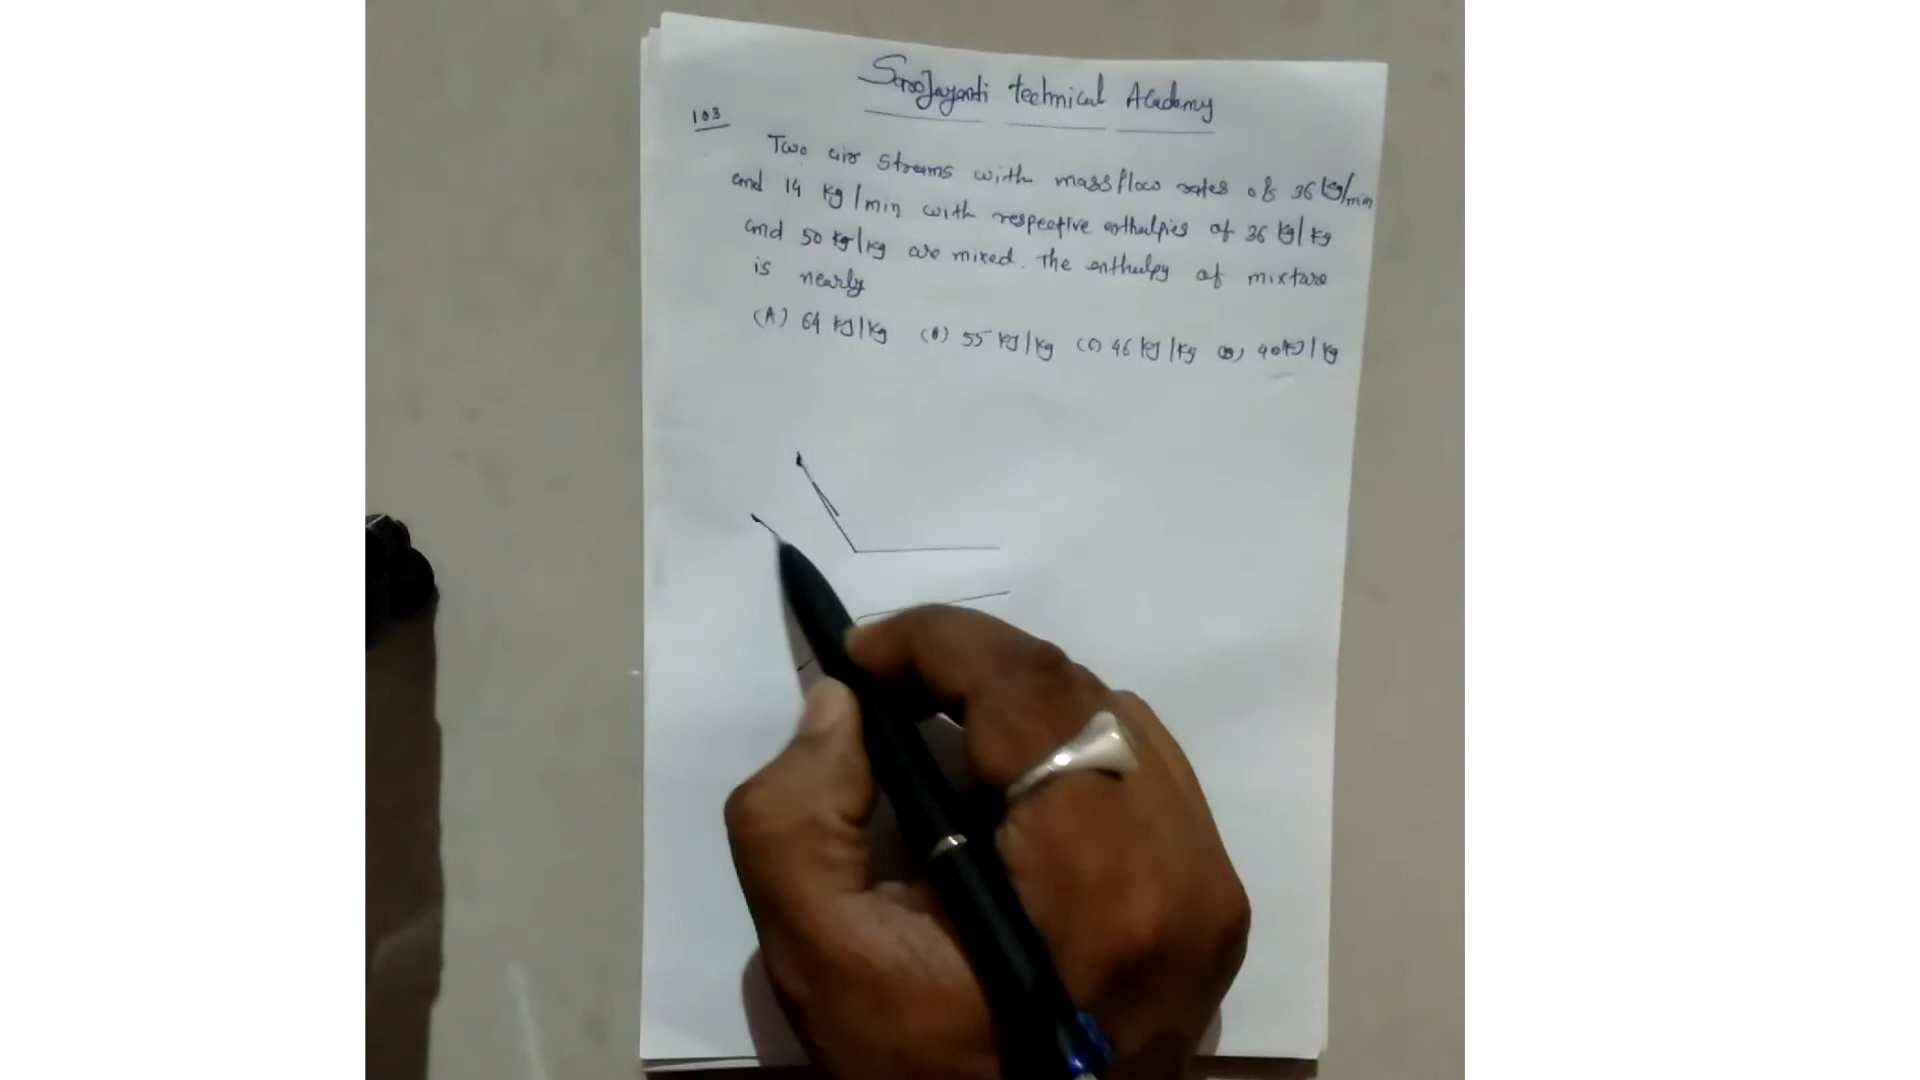 SaroJayanti technical Academy
103
Two air Streams with mass flow rates of 36 kg/min
and 14 kg/min with respective enthalpies of 36 kJ/kg
and 50 kJ/kg are mixed. The enthalpy of mixture
is nearly
(A) 64 kJ/kg (B) 55 kJ/kg (C) 46 kJ/kg (D) 40 kJ/kg